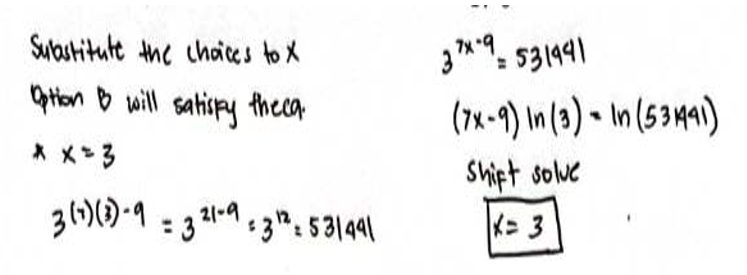 Substitute the choices to x
Option B will satisfy the eq.
* x = 3
3^(7)(3)-9 = 3^21-9 = 3^12 = 531441
3^7x-9 = 531441
(7x-9) ln(3) = ln(531441)
Shift solve
x = 3